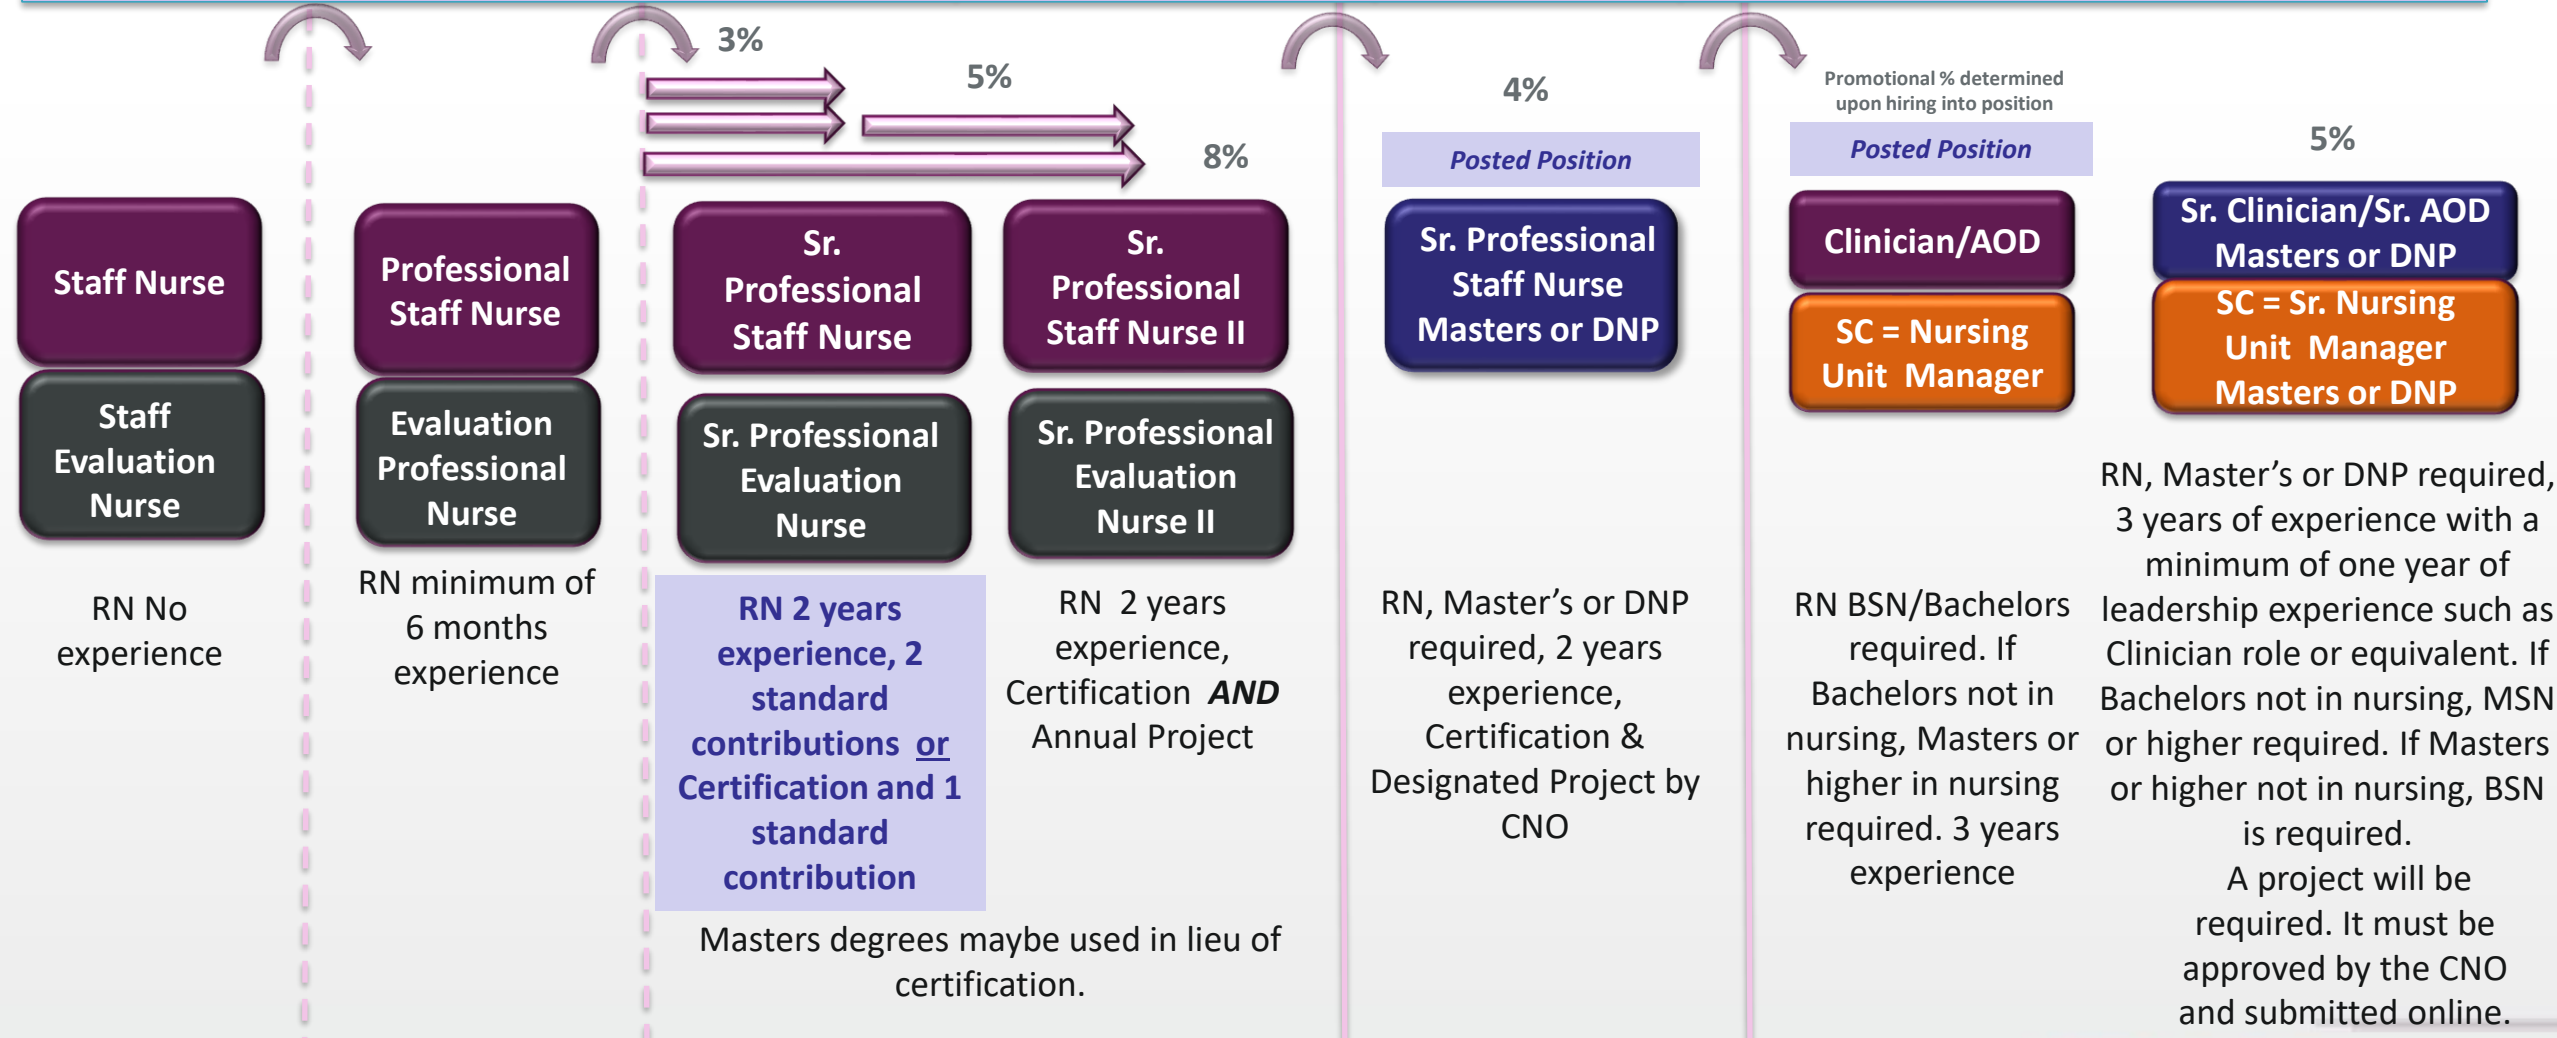 3%
5%
8%
4%
Posted Position
Promotional % determined
upon hiring into position
Posted Position
5%
Staff Nurse
Staff
Evaluation
Nurse
RN No
experience
Professional
Staff Nurse
Evaluation
Professional
Nurse
RN minimum of
6 months
experience
Sr.
Professional
Staff Nurse
Sr. Professional
Evaluation
Nurse
RN 2 years
experience, 2
standard
contributions or
Certification and 1
standard
contribution
Sr.
Professional
Staff Nurse II
Sr. Professional
Evaluation
Nurse II
RN 2 years
experience,
Certification AND
Annual Project
Masters degrees maybe used in lieu of
certification.
Sr. Professional
Staff Nurse
Masters or DNP
RN, Master’s or DNP
required, 2 years
experience,
Certification &
Designated Project by
CNO
Clinician/AOD
SC = Nursing
Unit Manager
RN BSN/Bachelors
required. If
Bachelors not in
nursing, Masters or
higher in nursing
required. 3 years
experience
Sr. Clinician/Sr. AOD
Masters or DNP
SC = Sr. Nursing
Unit Manager
Masters or DNP
RN, Master’s or DNP required,
3 years of experience with a
minimum of one year of
leadership experience such as
Clinician role or equivalent. If
Bachelors not in nursing, MSN
or higher required. If Masters
or higher not in nursing, BSN
is required.
A project will be
required. It must be
approved by the CNO
and submitted online.